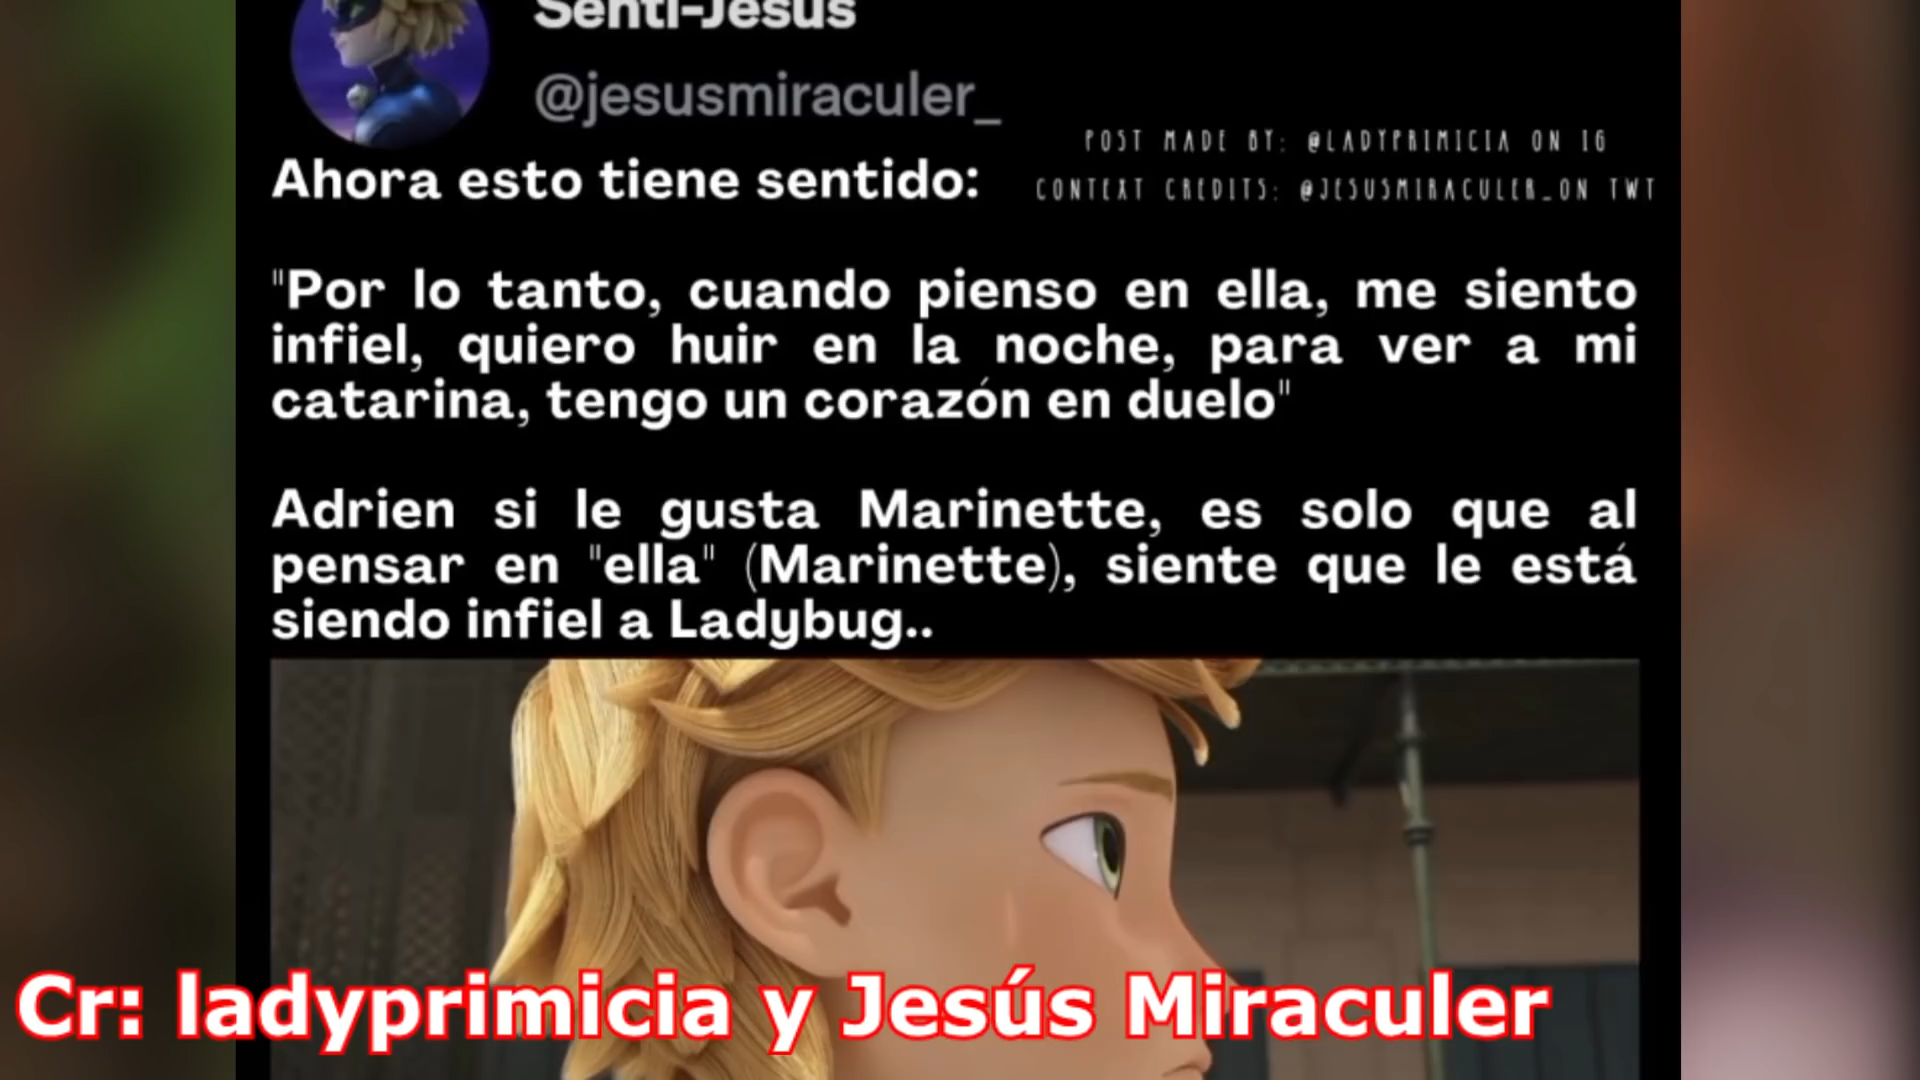 Senti-Jesus
@jesusmiraculer_
POST MADE BY: @LADYPRIMICIA ON IG
CONTEXT CREDITS: @JESUSMIRACULER_ON TWT
Ahora esto tiene sentido:
"Por lo tanto, cuando pienso en ella, me siento
infiel, quiero huir en la noche, para ver a mi
catarina, tengo un corazón en duelo"
Adrien si le gusta Marinette, es solo que al
pensar en "ella" (Marinette), siente que le está
siendo infiel a Ladybug..
Cr: ladyprimicia y Jesús Miraculer